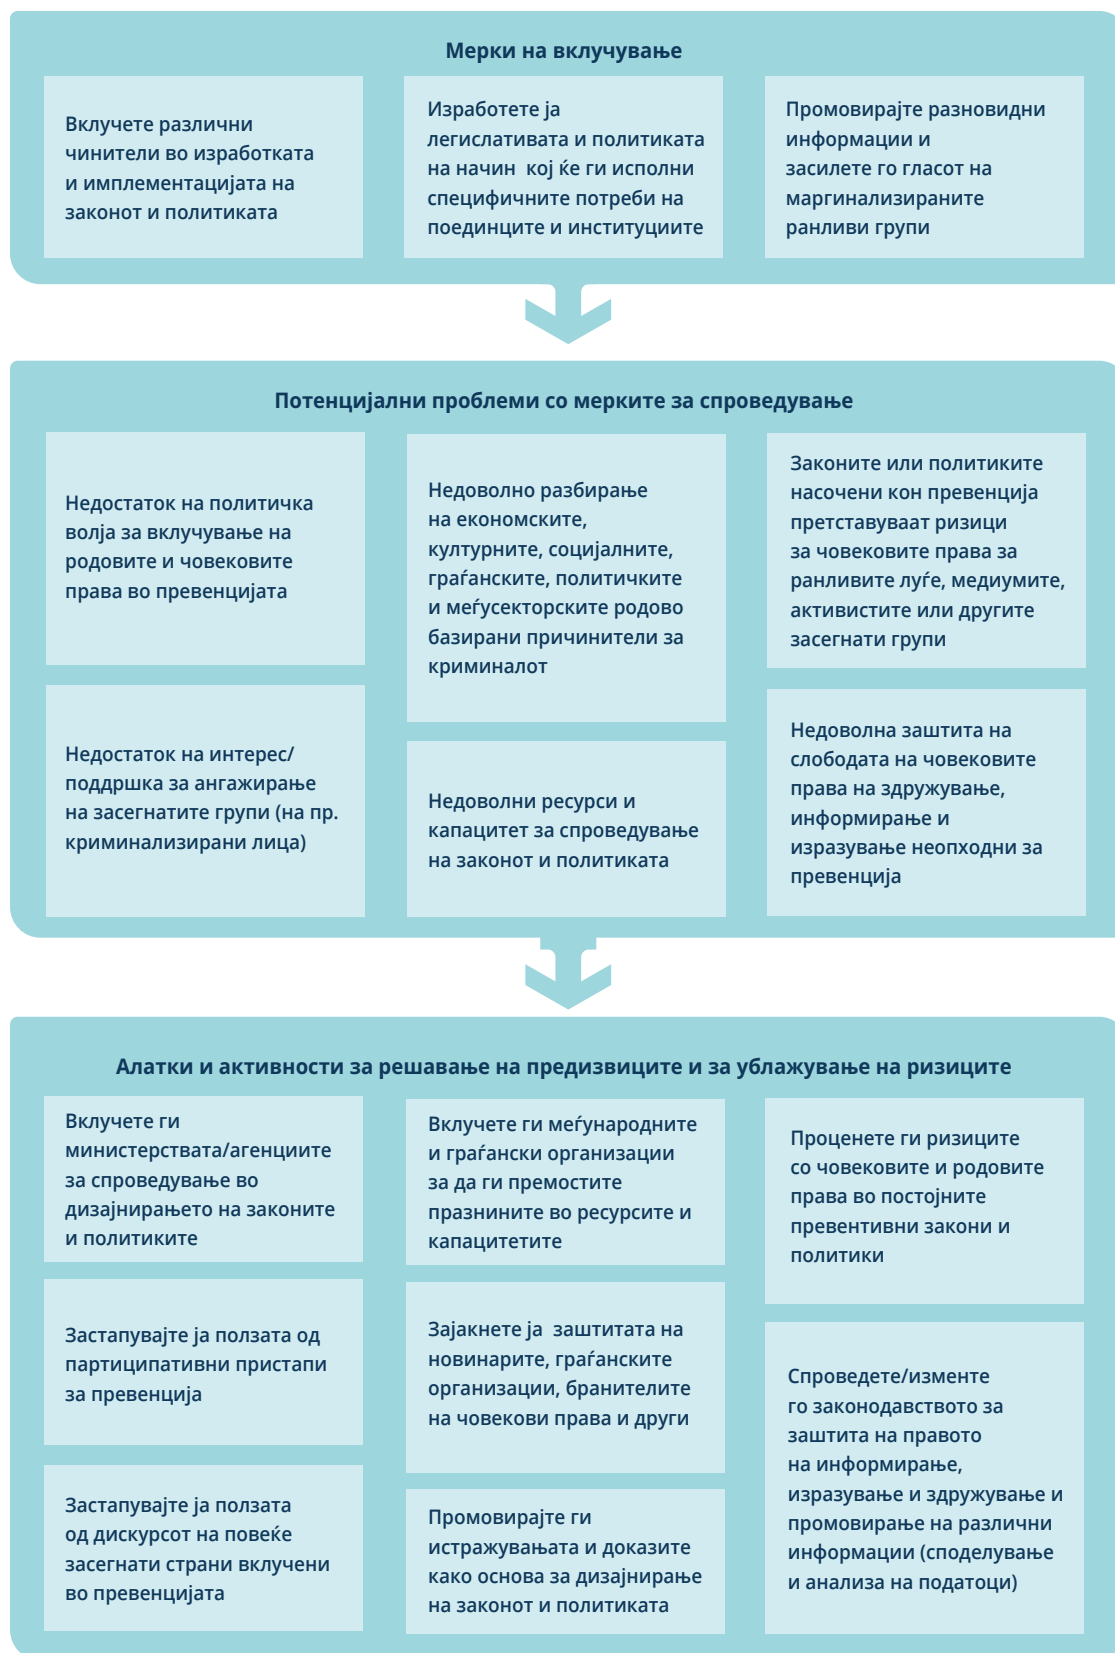 Мерки на вклучување
Вклучете различни
чинители во изработката
и имплементацијата на
законот и политиката
Изработете ја
легислативата и политиката
на начин кој ќе ги исполни
специфичните потреби на
поединците и институциите
Промовирајте разновидни
информации и
засилете го гласот на
маргинализираните
ранливи групи
Потенцијални проблеми со мерките за спроведување
Недостаток на политичка
волја за вклучување на
родовите и човековите
права во превенцијата
Недостаток на интерес/
поддршка за ангажирање
на засегнатите групи (на пр.
криминализирани лица)
Недоволно разбирање
на економските,
културните, социјалните,
граѓанските, политичките
и меѓусекторските родово
базирани причинители за
криминалот
Недоволни ресурси и
капацитет за спроведување
на законот и политиката
Законите или политиките
насочени кон превенција
претставуваат ризици
за човековите права за
ранливите луѓе, медиумите,
активистите или другите
засегнати групи
Недоволна заштита на
слободата на човековите
права на здружување,
информирање и
изразување неопходни за
превенција
Алатки и активности за решавање на предизвиците и за ублажување на ризиците
Вклучете ги
министерствата/агенциите
за спроведување во
дизајнирањето на законите
и политиките
Застапувајте ја ползата од
партиципативни пристапи
за превенција
Застапувајте ја ползата
од дискурсот на повеќе
засегнати страни вклучени
во превенцијата
Вклучете ги меѓународните
и граѓански организации
за да ги премостите
празнините во ресурсите и
капацитетите
Зајакнете ја заштитата на
новинарите, граѓанските
организации, бранителите
на човекови права и други
Промовирајте ги
истражувањата и доказите
како основа за дизајнирање
на законот и политиката
Проценете ги ризиците
со човековите и родовите
права во постојните
превентивни закони и
политики
Спроведете/изменте
го законодавството за
заштита на правото
на информирање,
изразување и здружување и
промовирање на различни
информации (споделување
и анализа на податоци)